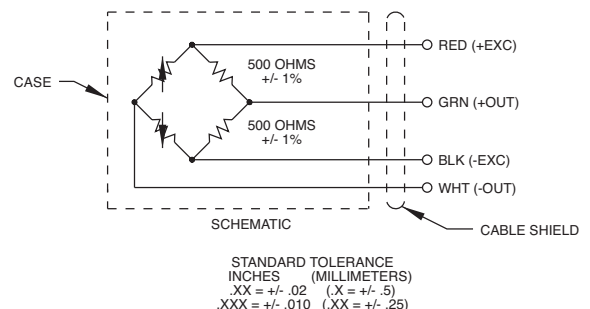 RED (+EXC)
500 OHMS
+/- 1%
CASE
GRN (+OUT)
500 OHMS
+/- 1%
BLK (-EXC)
WHT (-OUT)
SCHEMATIC
CABLE SHIELD
STANDARD TOLERANCE
INCHES (MILLIMETERS)
.XX = +/- .02 (.X = +/- .5)
.XXX = +/- .010 (.XX = +/- .25)